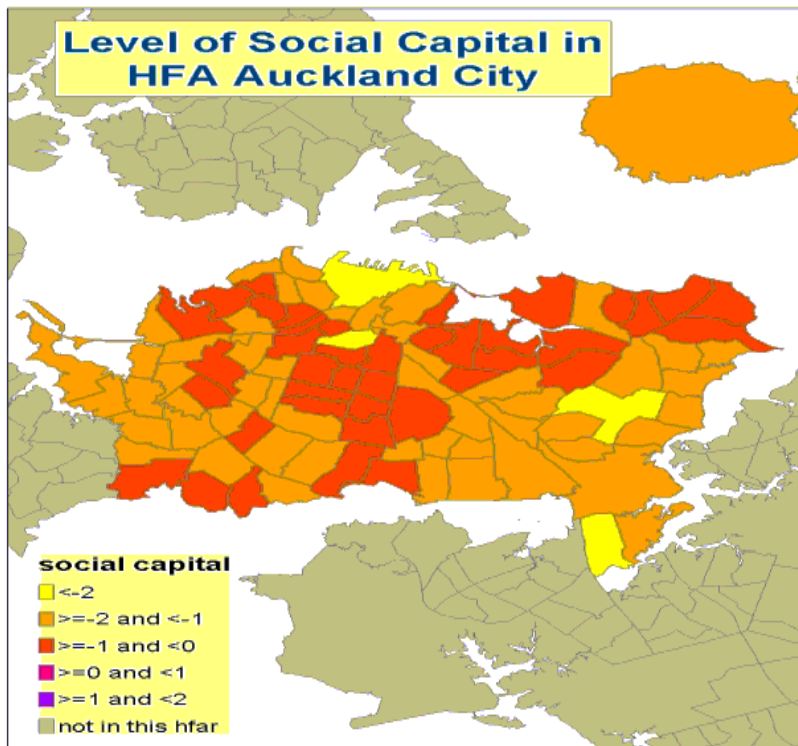 Level of Social Capital in
HFA Auckland City
social capital
<-2
>=-2 and <-1
>=-1 and <0
>=0 and <1
>=1 and <2
not in this hfar